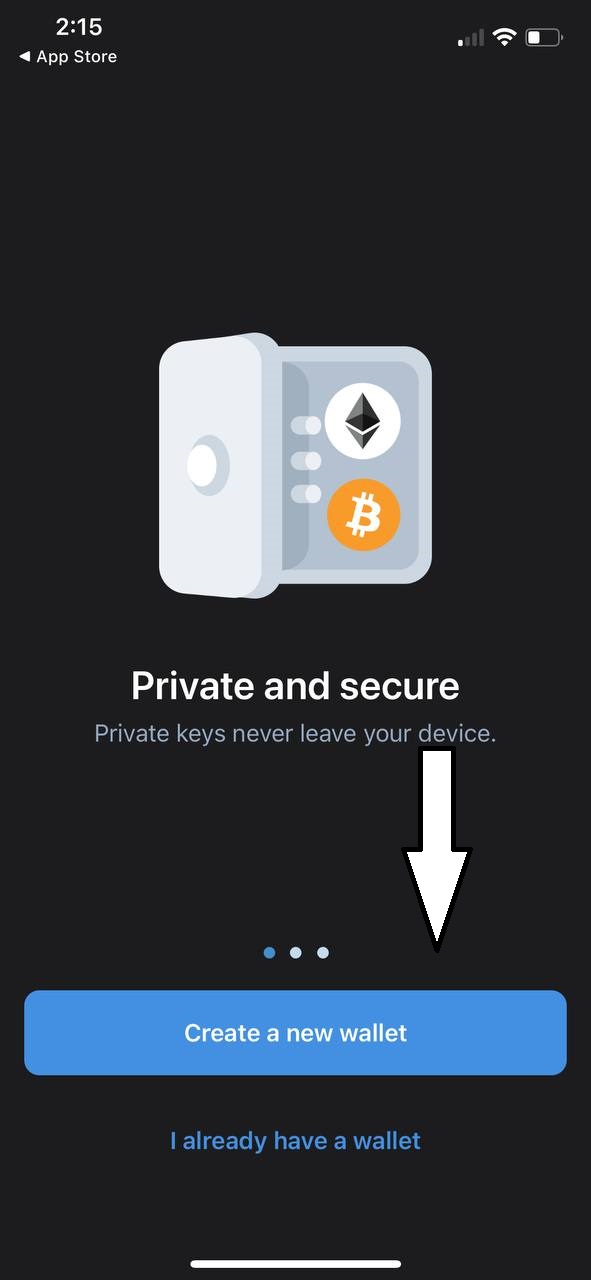 2:15
◀ App Store
Private and secure
Private keys never leave your device.
Create a new wallet
I already have a wallet